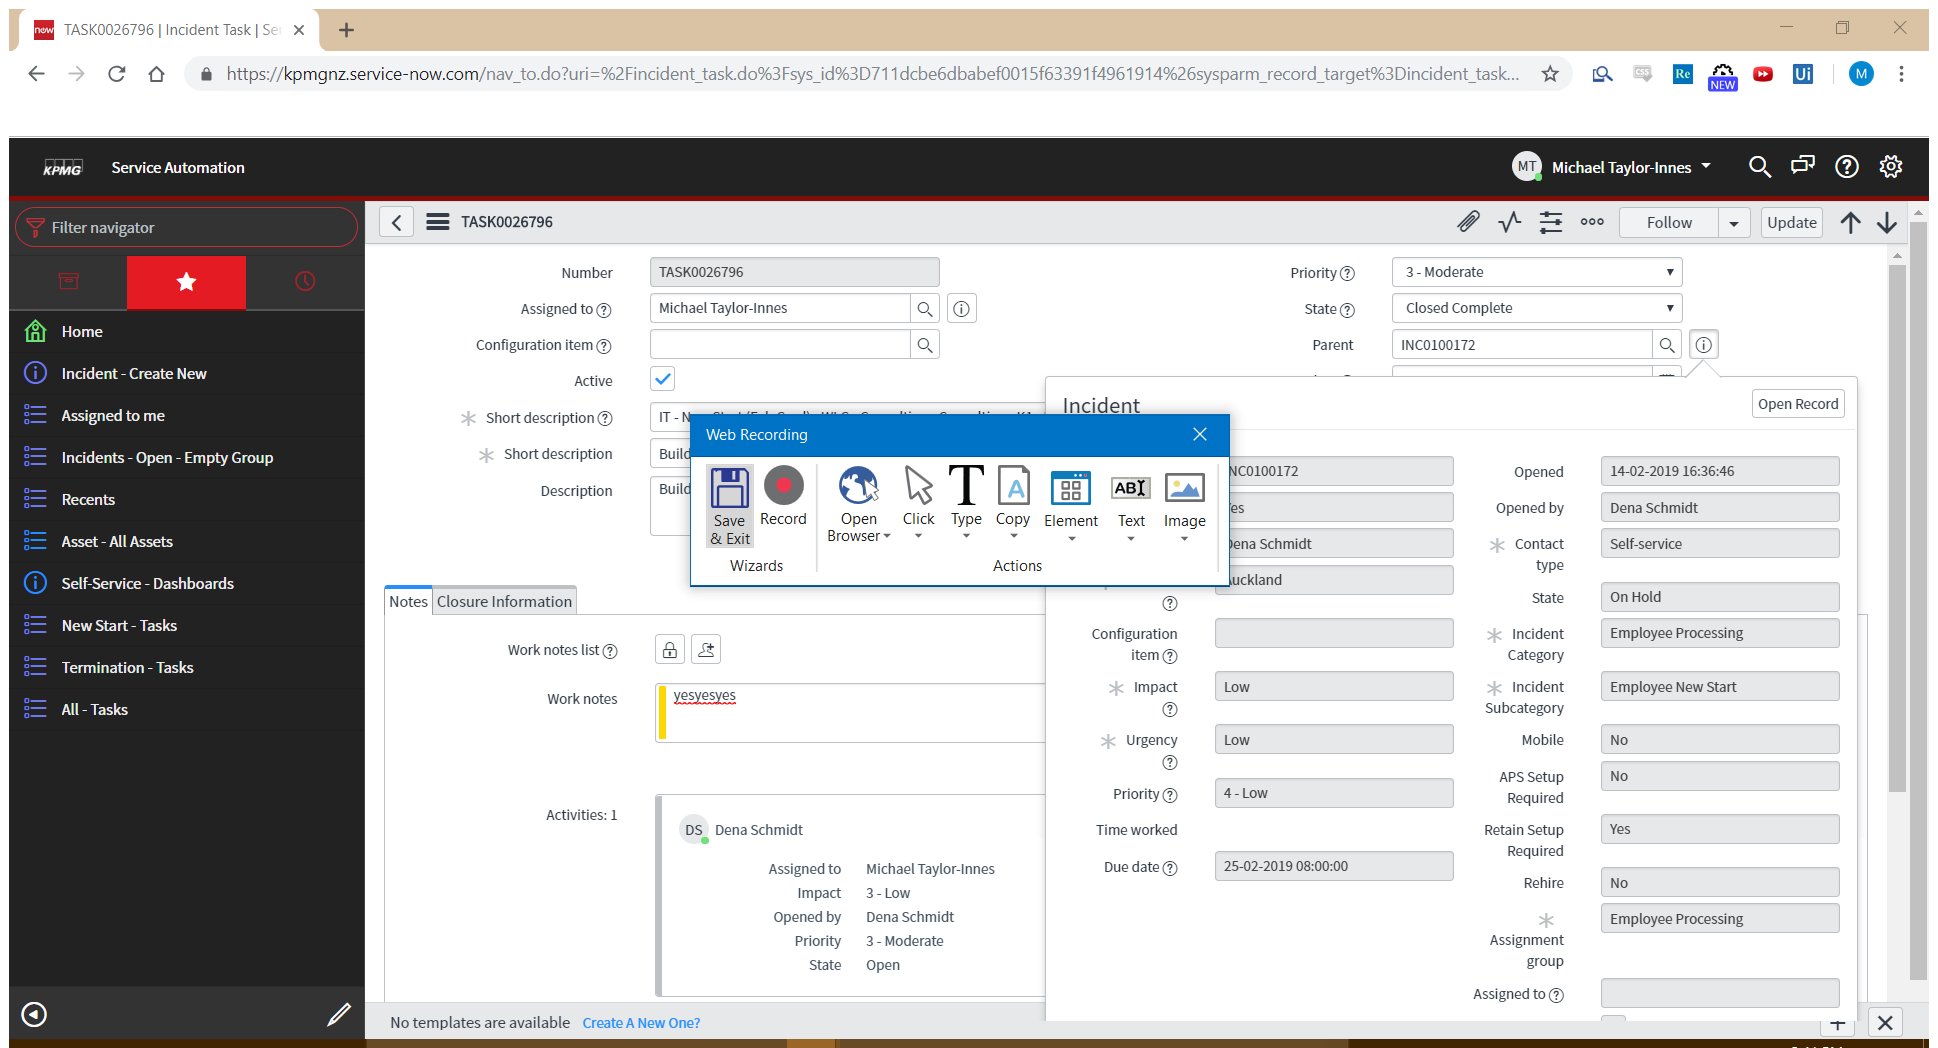 now TASK0026796 | Incident Task | Se
https://kpmgnz.service-now.com/nav_to.do?uri=%2Fincident_task.do%3Fsys_id%3D711dcbe6dbabef0015f63391f4961914%26sysparm_record_target%3Dincident_task...
CSS Re NEW Ui M
KPMG Service Automation
MT Michael Taylor-Innes
Filter navigator
Home
Incident - Create New
Assigned to me
Incidents - Open - Empty Group
Recents
Asset - All Assets
Self-Service - Dashboards
New Start - Tasks
Termination - Tasks
All - Tasks
TASK0026796
Follow Update
Number TASK0026796
Priority 3 - Moderate
Assigned to Michael Taylor-Innes
State Closed Complete
Configuration item
Parent INC0100172
Active
Short description IT - N
Short description Build
Description Build
Web Recording
Save & Exit
Record
Open Browser
Click
Type
Copy
Element
Text
Image
Wizards
Actions
Notes Closure Information
Work notes list
Work notes yesyesyes
Activities: 1
DS Dena Schmidt
Assigned to Michael Taylor-Innes
Impact 3 - Low
Opened by Dena Schmidt
Priority 3 - Moderate
State Open
Incident
Open Record
NC0100172
Opened 14-02-2019 16:36:46
Yes
Opened by Dena Schmidt
Dena Schmidt
Contact type Self-service
Auckland
State On Hold
Configuration item
Incident Category Employee Processing
Impact Low
Incident Subcategory Employee New Start
Urgency Low
Mobile No
APS Setup Required No
Priority 4 - Low
Time worked
Retain Setup Required Yes
Due date 25-02-2019 08:00:00
Rehire No
Assignment group Employee Processing
Assigned to
No templates are available Create A New One?